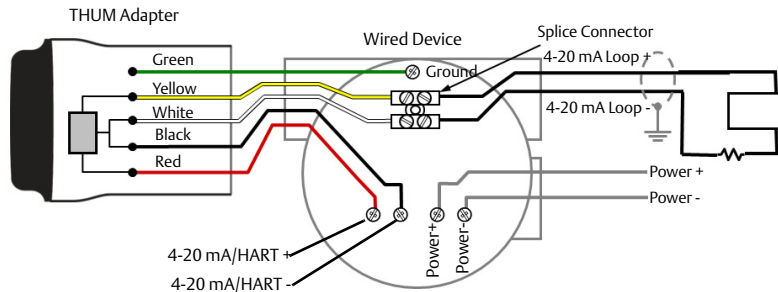 THUM Adapter
Wired Device
Splice Connector
4-20 mA Loop +
Green
Ground
Yellow
White
4-20 mA Loop -
Black
Red
Power +
Power -
4-20 mA/HART +
4-20 mA/HART -
Power+
Power-